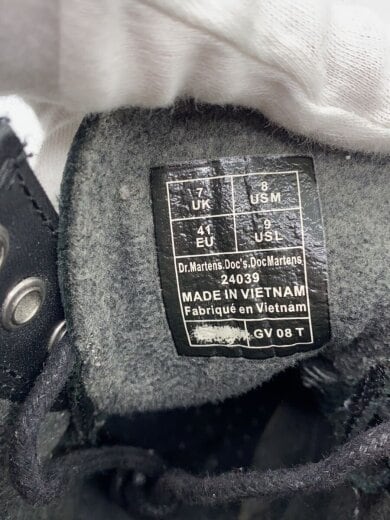 7 8
UK USM
41 9
EU USL
Dr.Martens.Doc's.DocMartens
24039
MADE IN VIETNAM
Fabriqué en Vietnam
GV 08 T